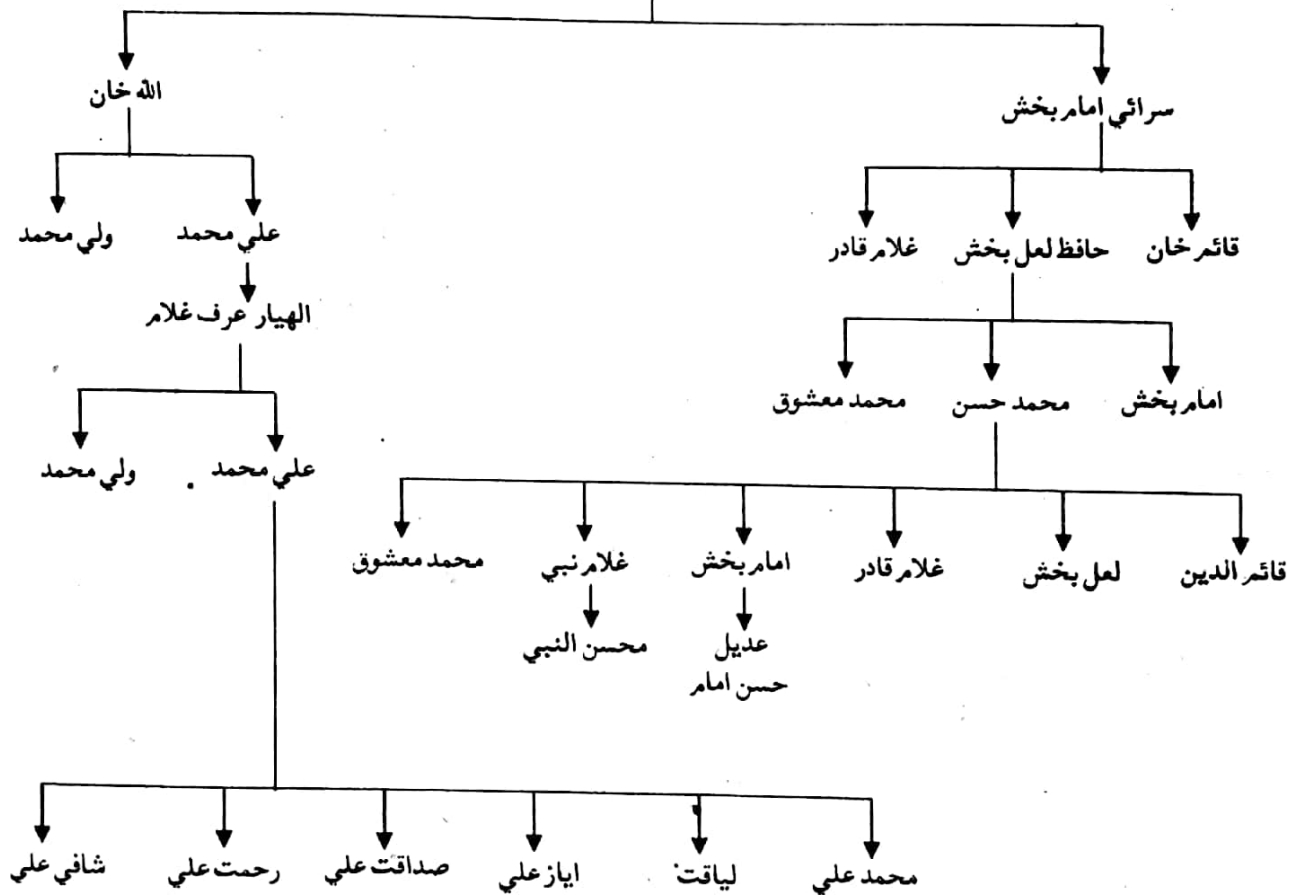 سرائي امام بخش
الله خان
قائم خان
حافظ لعل بخش
غلام قادر
علي محمد
ولي محمد
الهيار عرف غلام
امام بخش
محمد حسن
محمد معشوق
علي محمد
ولي محمد
قائم الدين
لعل بخش
غلام قادر
امام بخش
غلام نبي
محمد معشوق
عديل
حسن امام
محسن النبي
محمد علي
لياقت
اياز علي
صداقت علي
رحمت علي
شافي علي